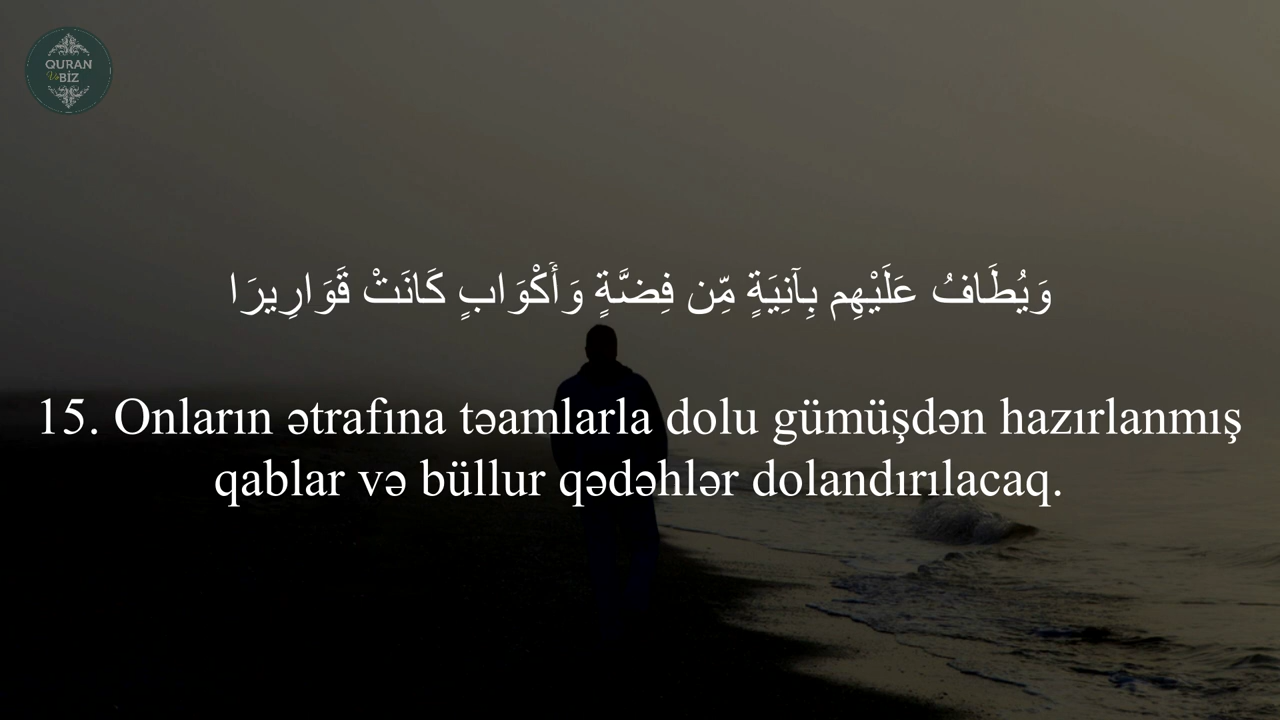 QURAN
Və BİZ
وَيُطَافُ عَلَيْهِم بِآنِيَةٍ مِّن فِضَّةٍ وَأَكْوَابٍ كَانَتْ قَوَارِيرَا
15. Onların ətrafına təamlarla dolu gümüşdən hazırlanmış
qablar və büllur qədəhlər dolandırılacaq.